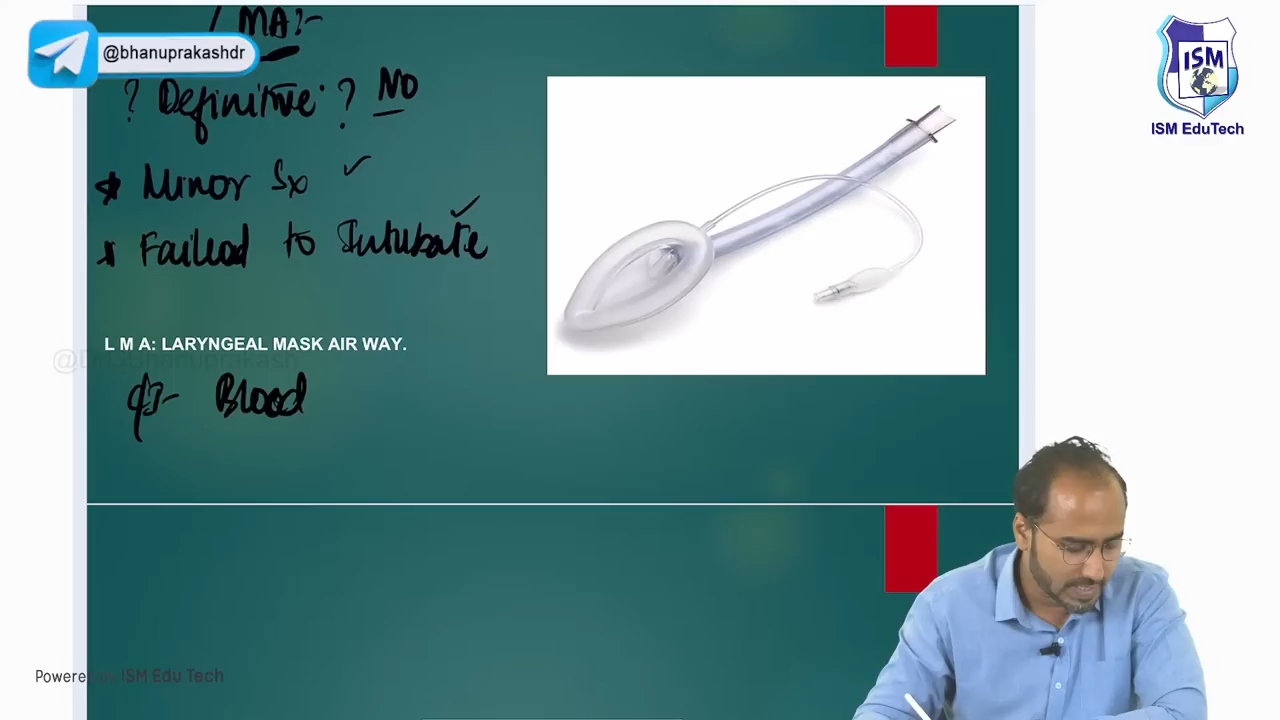 LMA:-
@bhanuprakashdr
? Definitive ? NO
* Minor Sx ✓
* Failed to Intubate ✓
L M A: LARYNGEAL MASK AIR WAY.
Blood
ISM
ISM EduTech
Powered by ISM Edu Tech